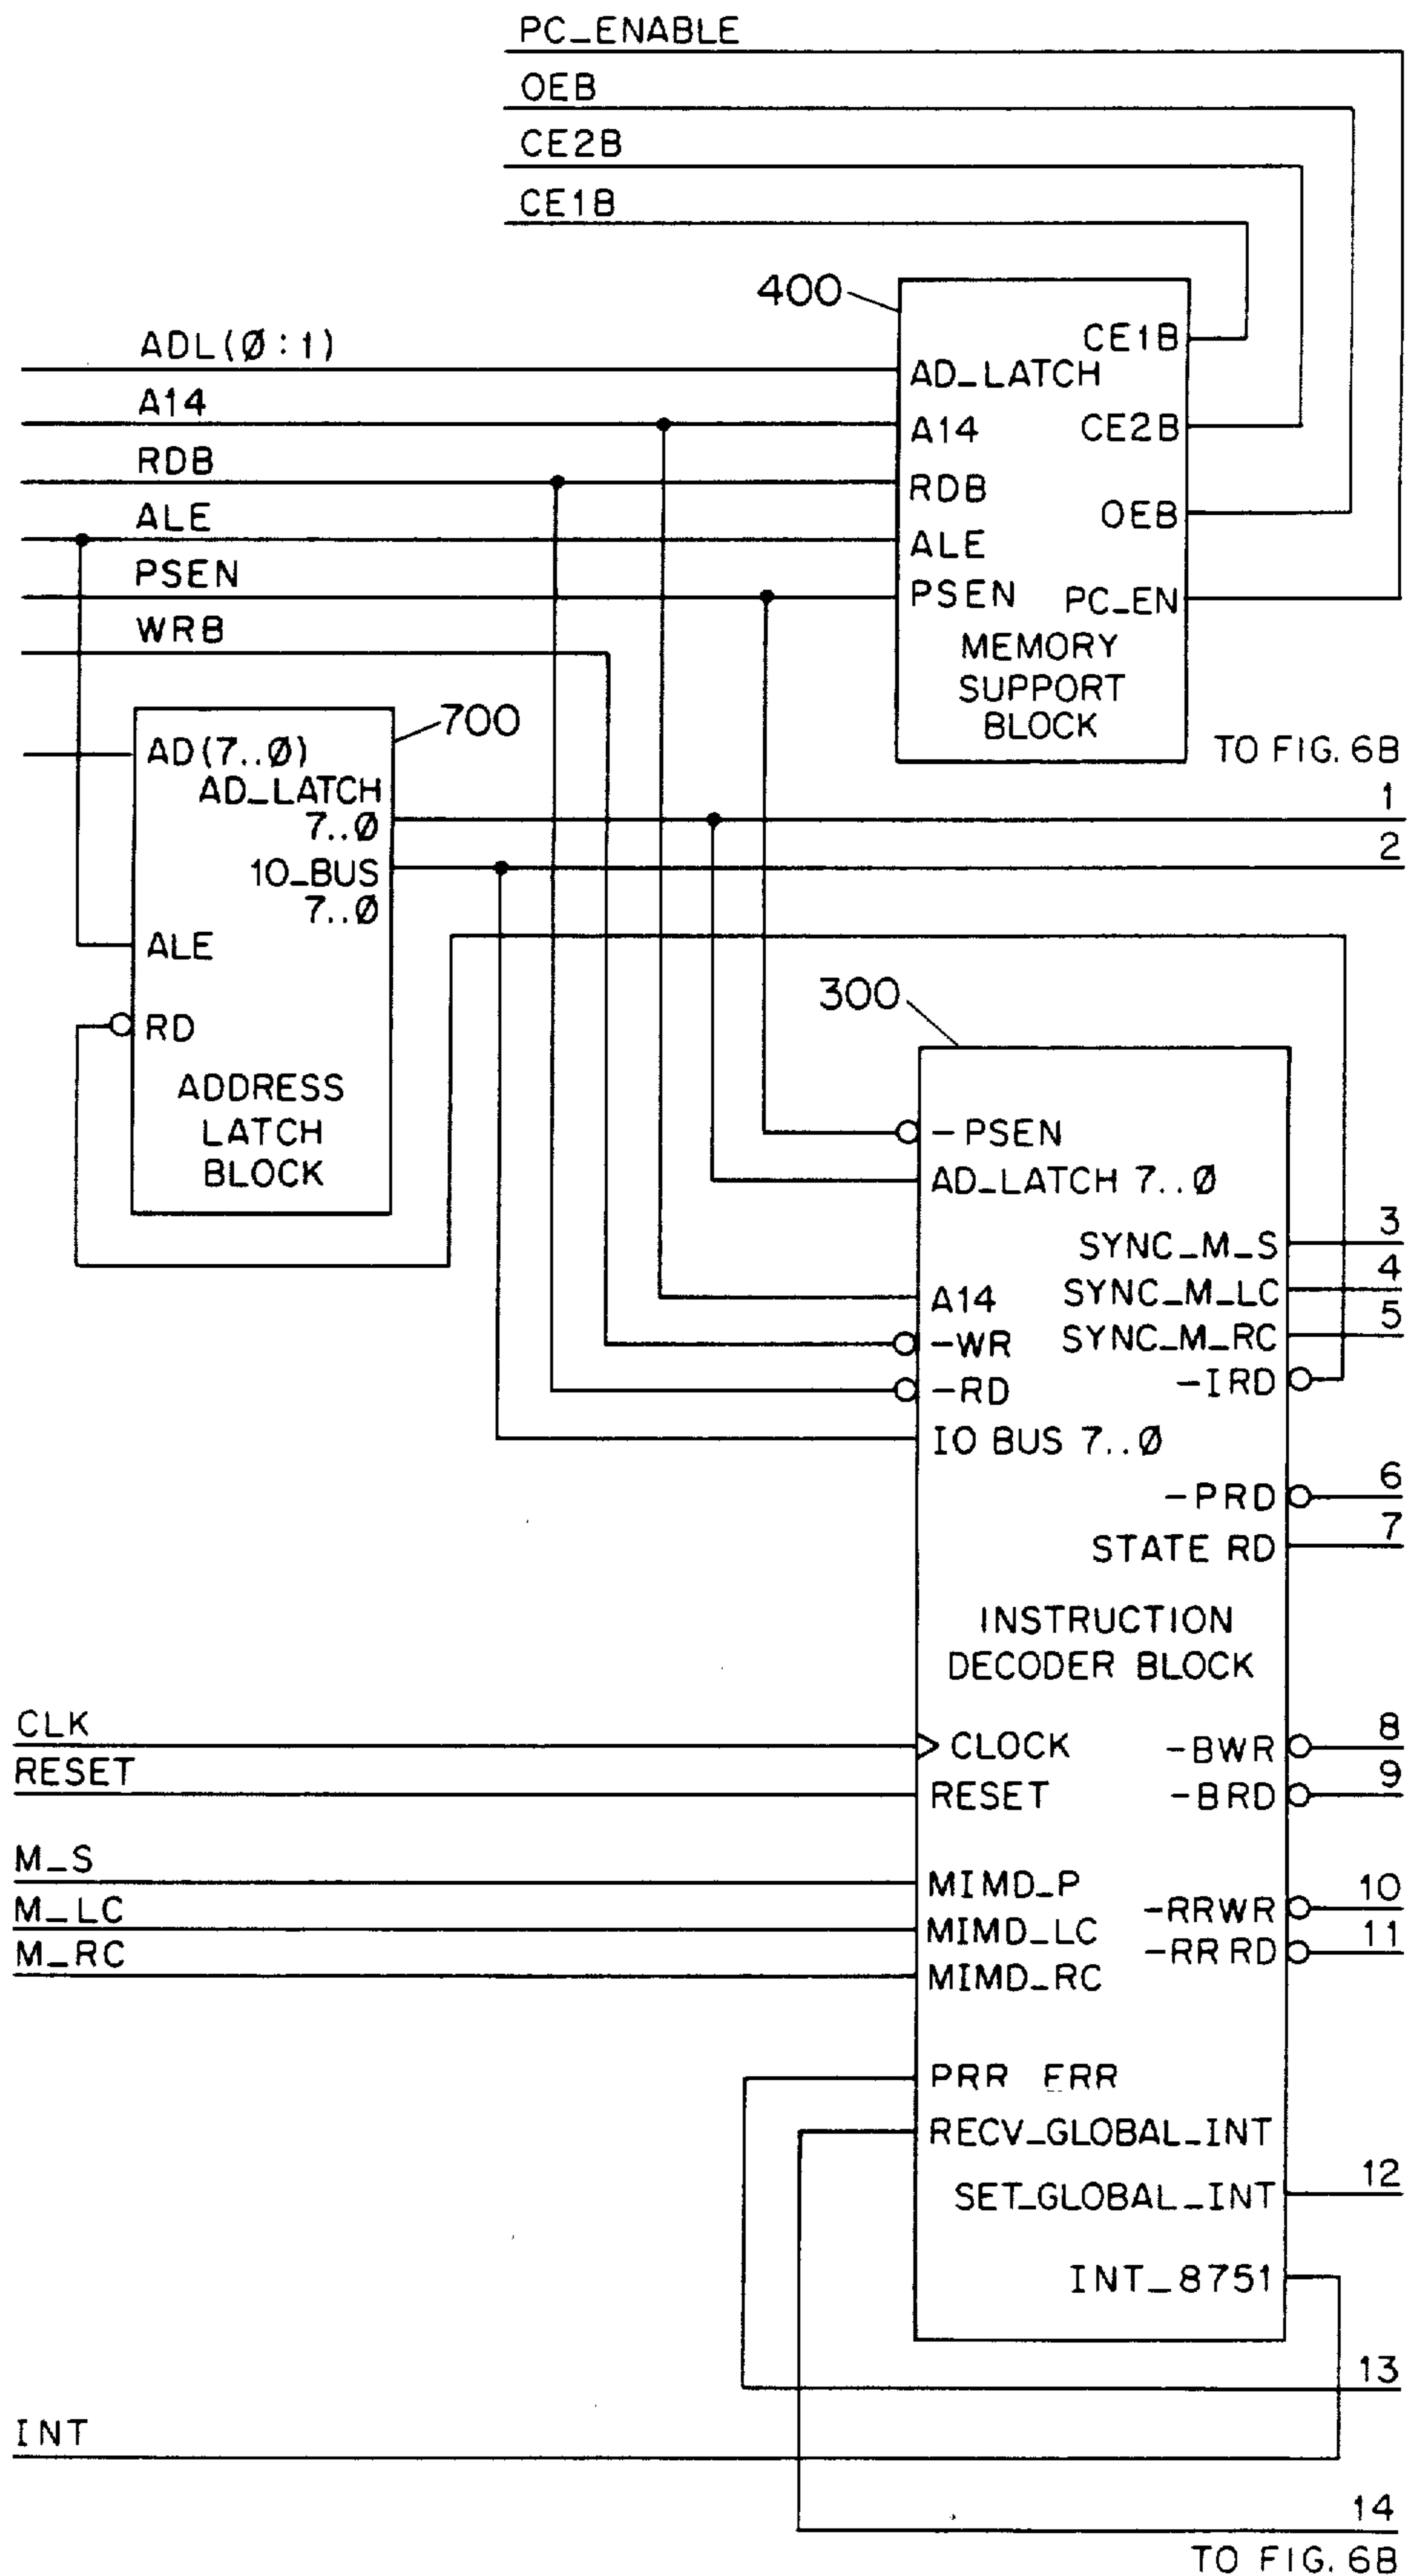 PC_ENABLE
OEB
CE2B
CE1B
400
ADL(Ø:1)
A14
RDB
ALE
PSEN
WRB
CE1B
AD_LATCH
A14 CE2B
RDB
OEB
ALE
PSEN PC_EN
MEMORY
SUPPORT
BLOCK
TO FIG. 6B
700
AD(7..Ø)
AD_LATCH
7..Ø
IO_BUS
7..Ø
ALE
RD
ADDRESS
LATCH
BLOCK
1
2
300
-PSEN
AD_LATCH 7..Ø
SYNC_M_S 3
SYNC_M_LC 4
A14
SYNC_M_RC 5
-WR
-IRD
-RD
IO BUS 7..Ø
-PRD 6
STATE RD 7
INSTRUCTION
DECODER BLOCK
CLK
CLOCK -BWR 8
RESET
RESET -BRD 9
M_S
MIMD_P
M_LC
-RRWR 10
MIMD_LC
-RR RD 11
M_RC
MIMD_RC
PRR ERR
RECV_GLOBAL_INT
SET_GLOBAL_INT 12
INT_8751
13
INT
14
TO FIG. 6B